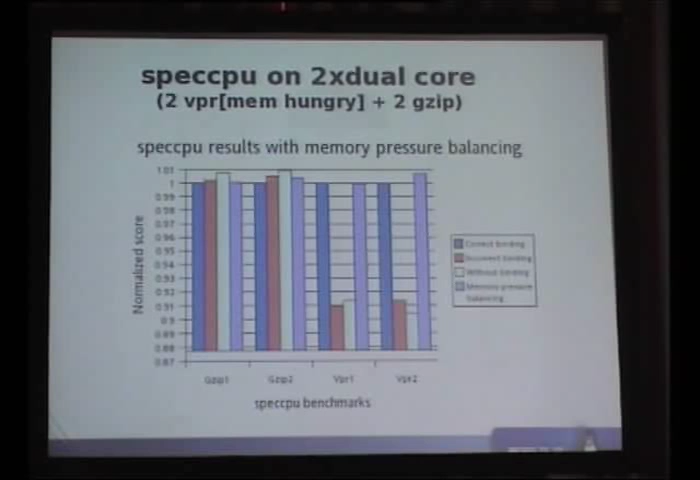 speccpu on 2xdual core
(2 vpr[mem hungry] + 2 gzip)
speccpu results with memory pressure balancing
Normalized score
1.01
1
0.99
0.98
0.97
0.96
0.95
0.94
0.93
0.92
0.91
0.9
0.89
0.88
0.87
Gzip1 Gzip2 Vpr1 Vpr2
speccpu benchmarks
Correct binding
Incorrect binding
Without binding
Memory pressure
balancing